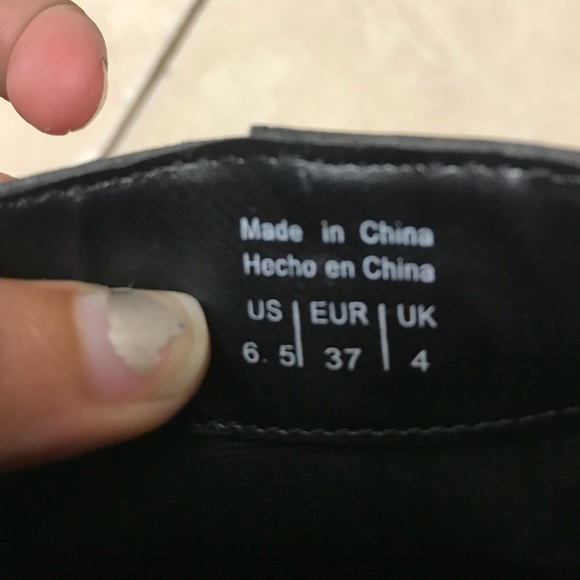 Made in China
Hecho en China
US | EUR | UK
6.5 | 37 | 4